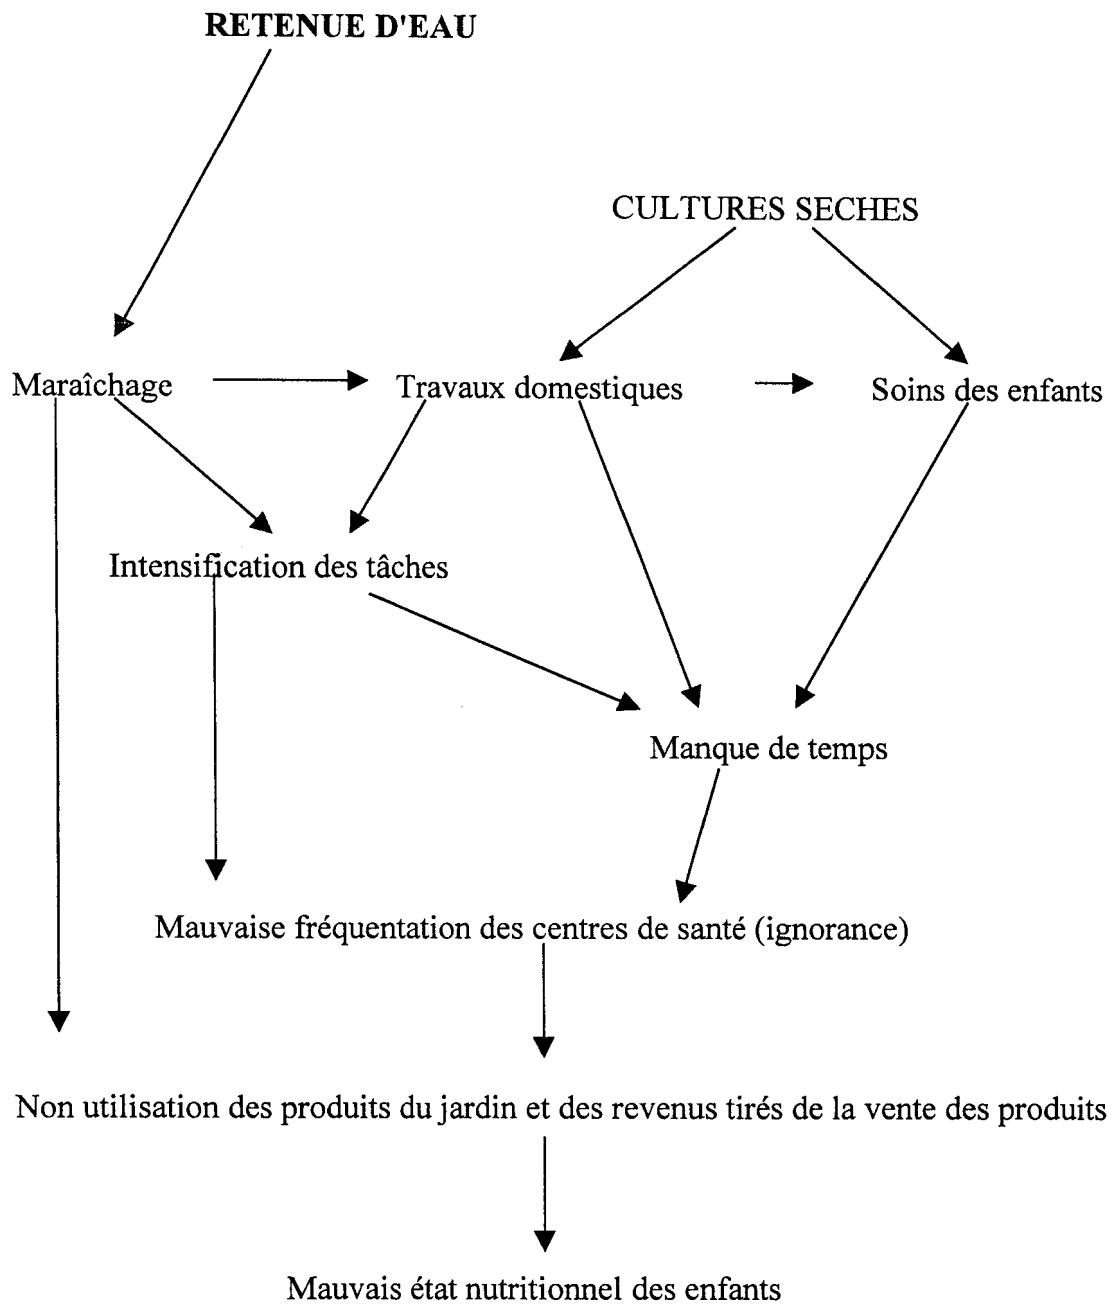 RETENUE D'EAU
CULTURES SECHES
Maraîchage
Travaux domestiques
Soins des enfants
Intensification des tâches
Manque de temps
Mauvaise fréquentation des centres de santé (ignorance)
Non utilisation des produits du jardin et des revenus tirés de la vente des produits
Mauvais état nutritionnel des enfants